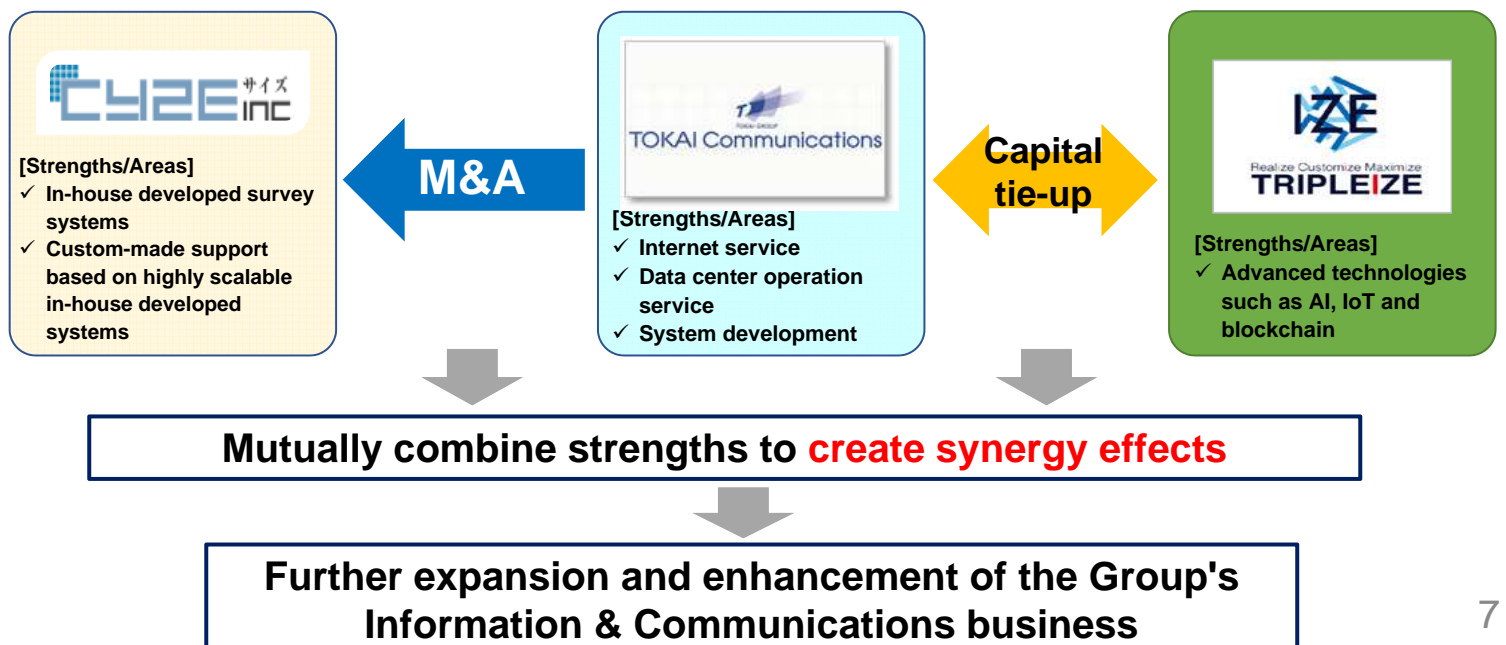 CYZE inc サイズ
[Strengths/Areas]
✓ In-house developed survey
systems
✓ Custom-made support
based on highly scalable
in-house developed
systems
M&A
T
TOKAI GROUP
TOKAI Communications
[Strengths/Areas]
✓ Internet service
✓ Data center operation
service
✓ System development
Capital
tie-up
IZE
Realize Customize Maximize
TRIPLEIZE
[Strengths/Areas]
✓ Advanced technologies
such as AI, IoT and
blockchain
Mutually combine strengths to create synergy effects
Further expansion and enhancement of the Group's
Information & Communications business
7